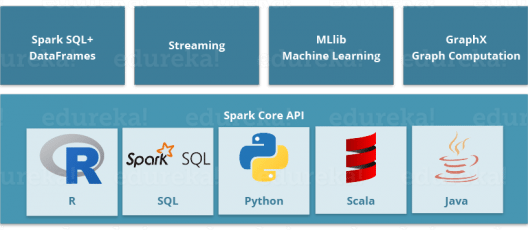 Spark SQL+
DataFrames
Streaming
MLlib
Machine Learning
GraphX
Graph Computation
edureka!
Spark Core API
R
Spark SQL
Python
Scala
Java
R
SQL